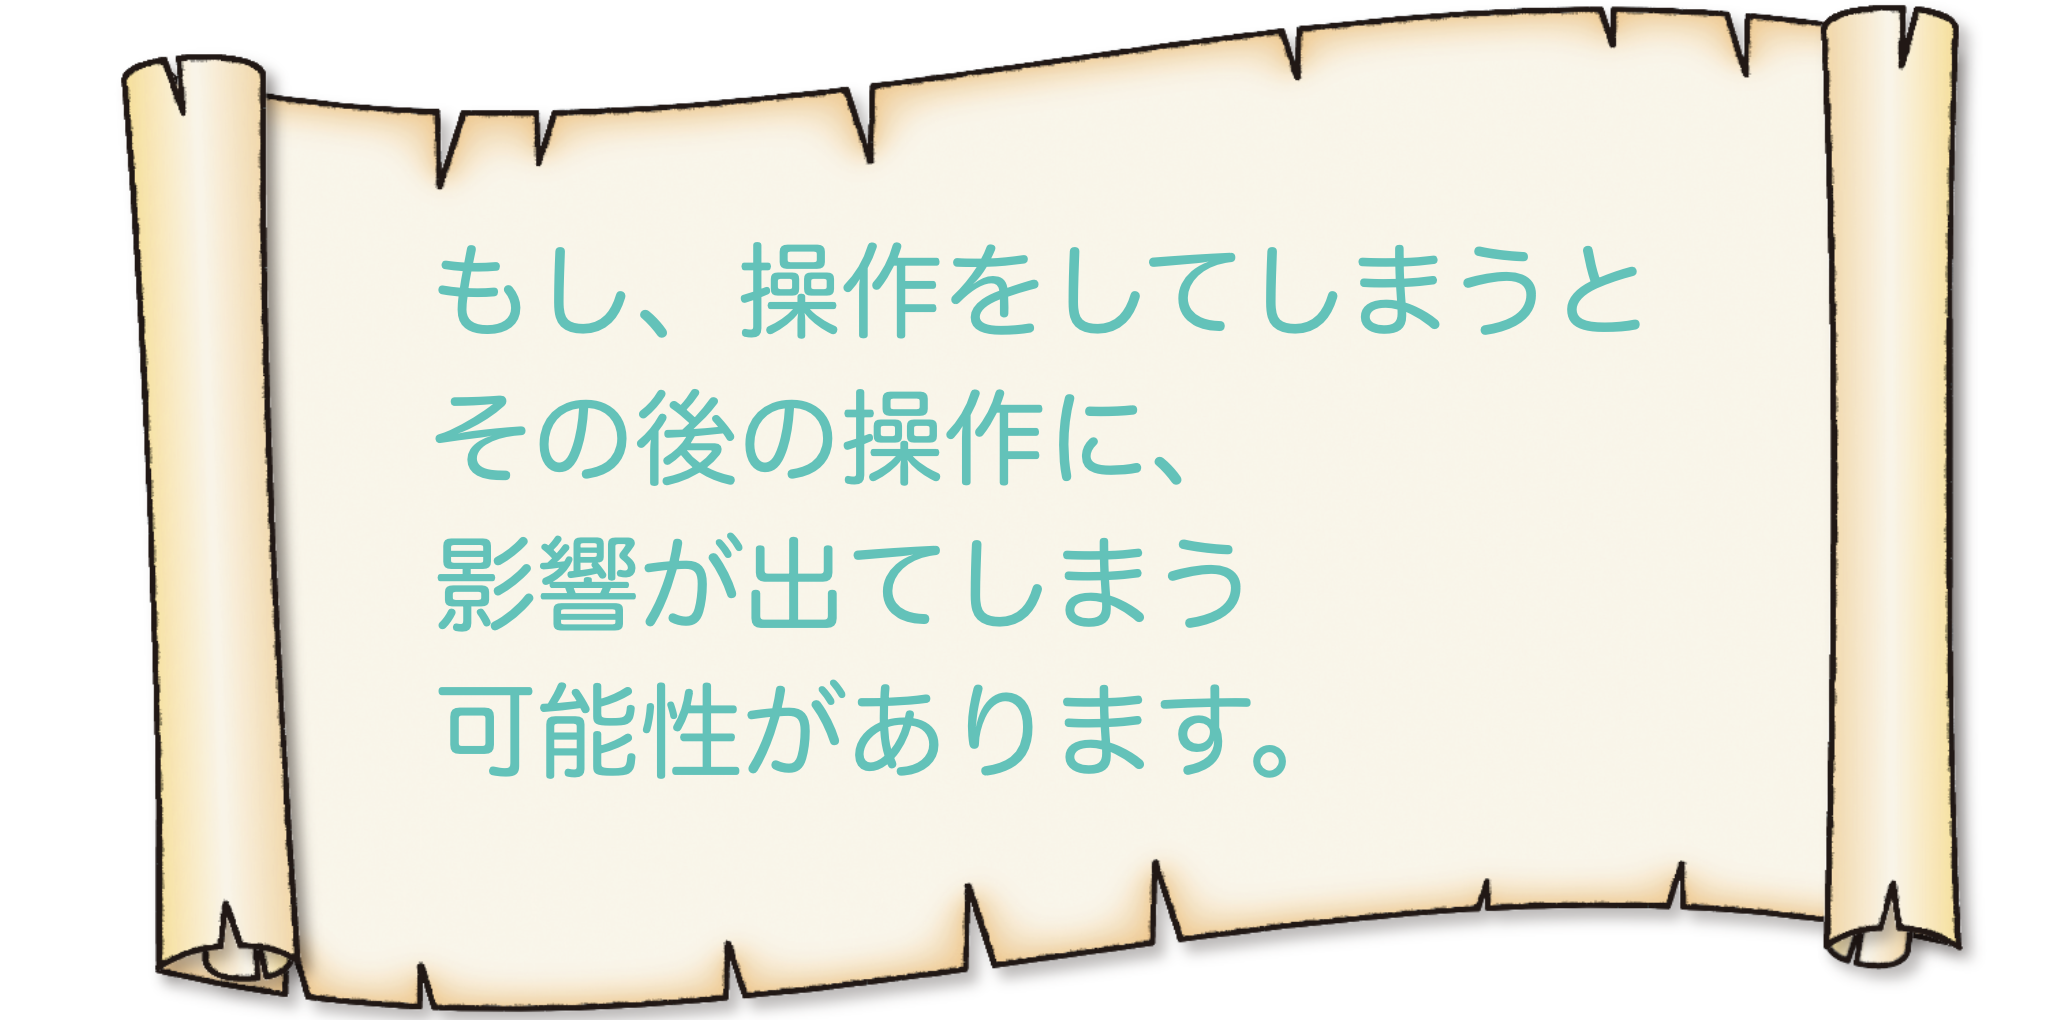 もし、操作をしてしまうと
その後の操作に、
影響が出てしまう
可能性があります。